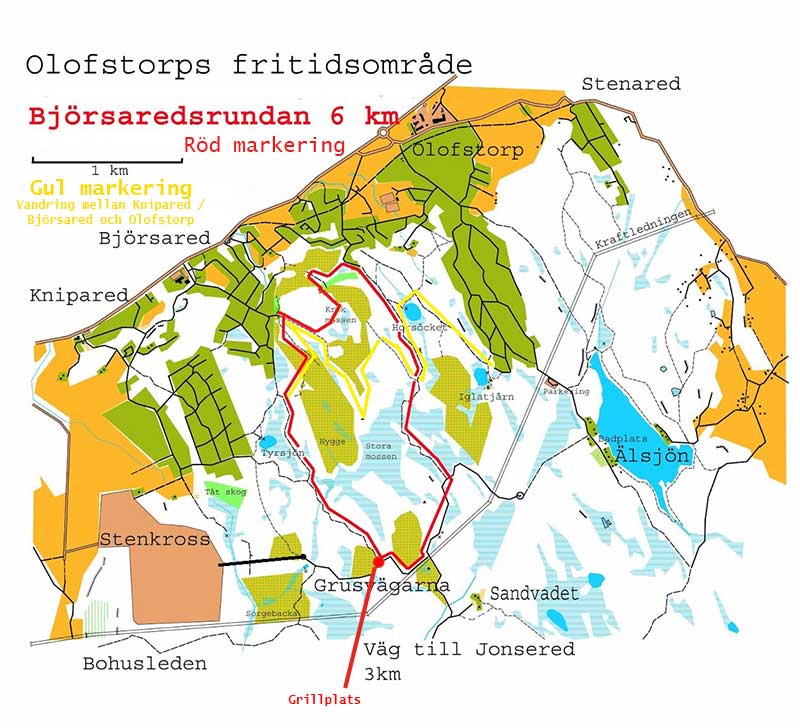 Olofstorps fritidsområde
Stenared
Björsaredsrundan 6 km
Röd markering
Olofstorp
1 km
Gul markering
Vandring mellan Knipared /
Björsared och Olofstorp
Kraftledningen
Björsared
Knipared
Krok
mossen
Horsöcket
Iglatjärn
Parkering
Badplats
Älsjön
Hygge
Stora
mossen
Tyrsjön
Tät skog
Stenkross
Grusvägarna
Sandvadet
Sörgebacka
Väg till Jonsered
3km
Bohusleden
Grillplats